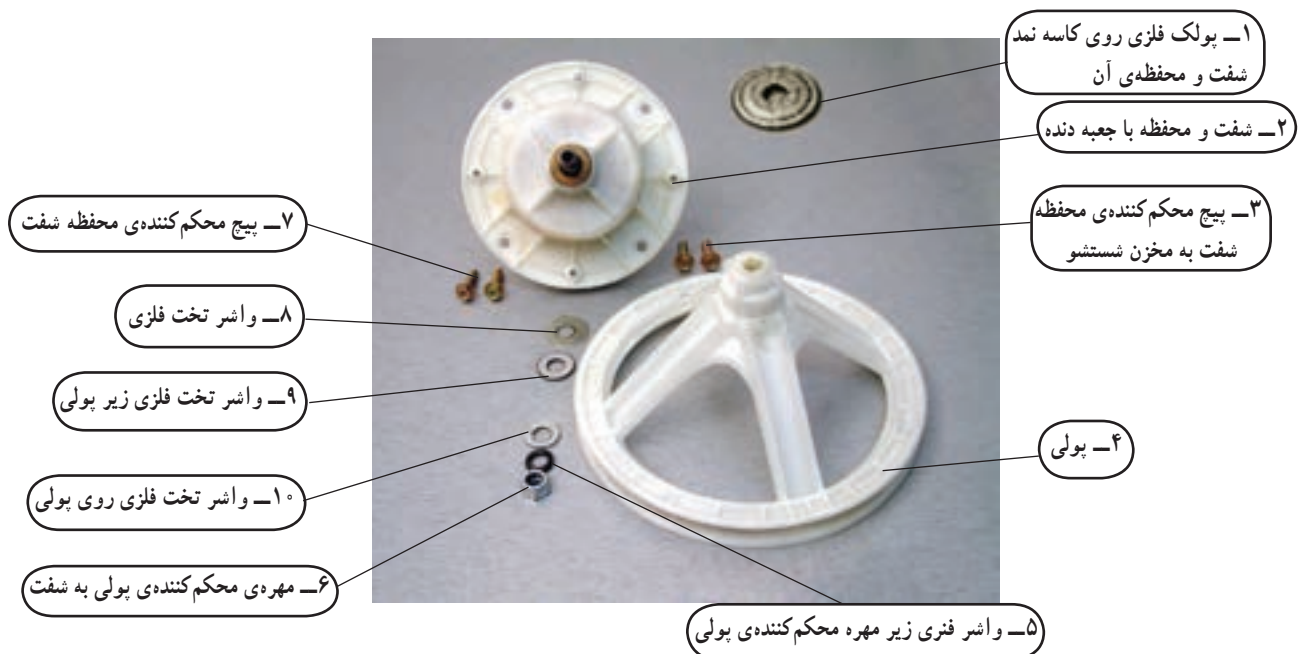 ۱ــ پولک فلزی روی کاسه نمد
شفت و محفظه‌ی آن
۲ــ شفت و محفظه با جعبه دنده
۳ــ پیچ محکم‌کننده‌ی محفظه
شفت به مخزن شستشو
۴ــ پولی
۵ــ واشر فنری زیر مهره محکم‌کننده‌ی پولی
۶ــ مهره‌ی محکم‌کننده‌ی پولی به شفت
۷ــ پیچ محکم‌کننده‌ی محفظه شفت
۸ــ واشر تخت فلزی
۹ــ واشر تخت فلزی زیر پولی
۱۰ــ واشر تخت فلزی روی پولی